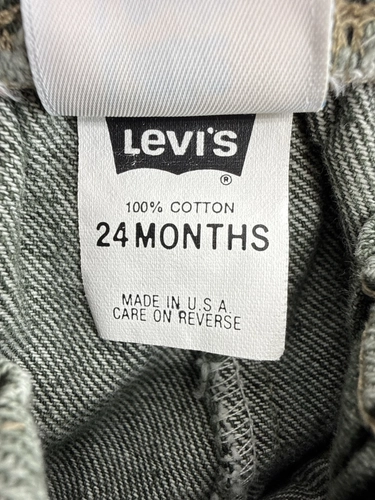 Levi's
®
100% COTTON
24 MONTHS
MADE IN U.S.A.
CARE ON REVERSE